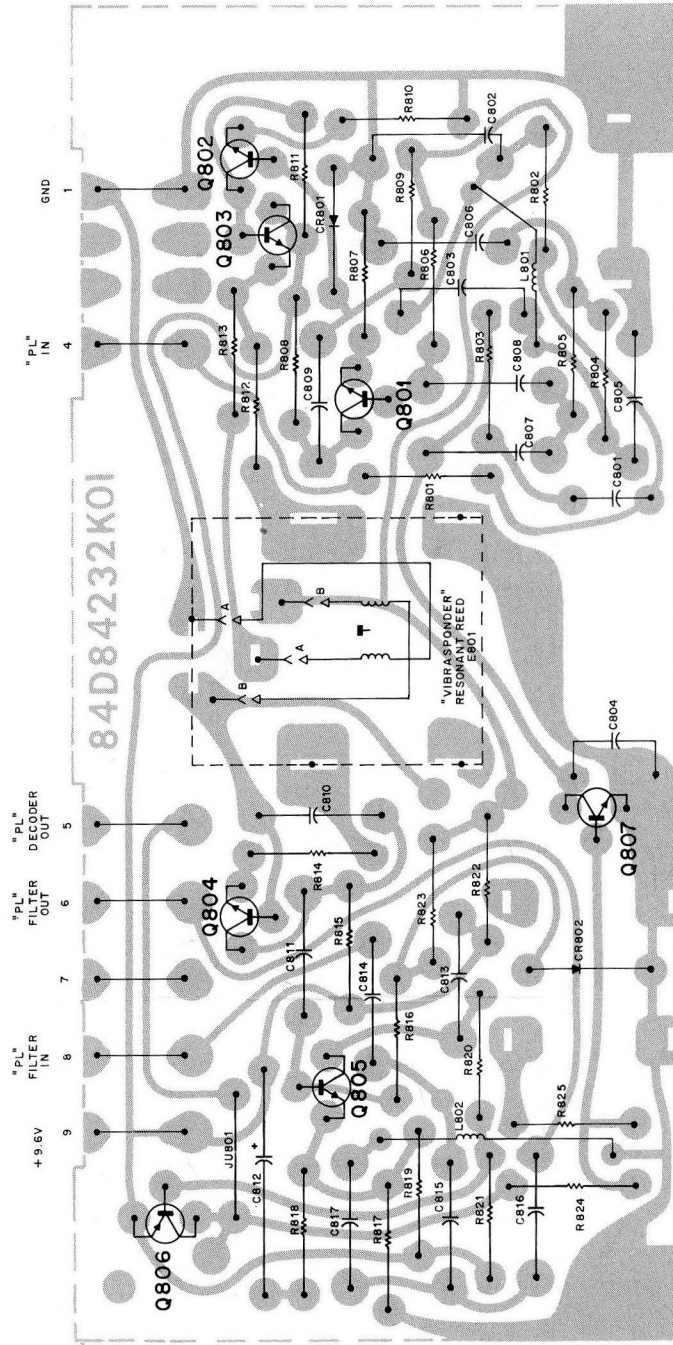 GND
1
"PL"
IN
4
"PL"
DECODER
OUT
5
"PL"
FILTER
OUT
6
7
"PL"
FILTER
IN
8
+9.6V
9
84D84232K01
Q802
Q803
R811
R810
C802
CR801
R809
R807
R806
C806
R802
C803
L801
R813
R812
R808
C809
Q801
R803
C808
R805
R804
C805
C807
R801
C801
A
B
A
B
"VIBRASPONDER"
RESONANT REED
E801
C804
C810
R814
Q804
Q807
R822
R823
C811
R815
C814
C813
CR802
R816
R820
Q805
L802
R825
JU801
C812
+
R819
R818
C817
R817
C815
R821
C816
R824
Q806